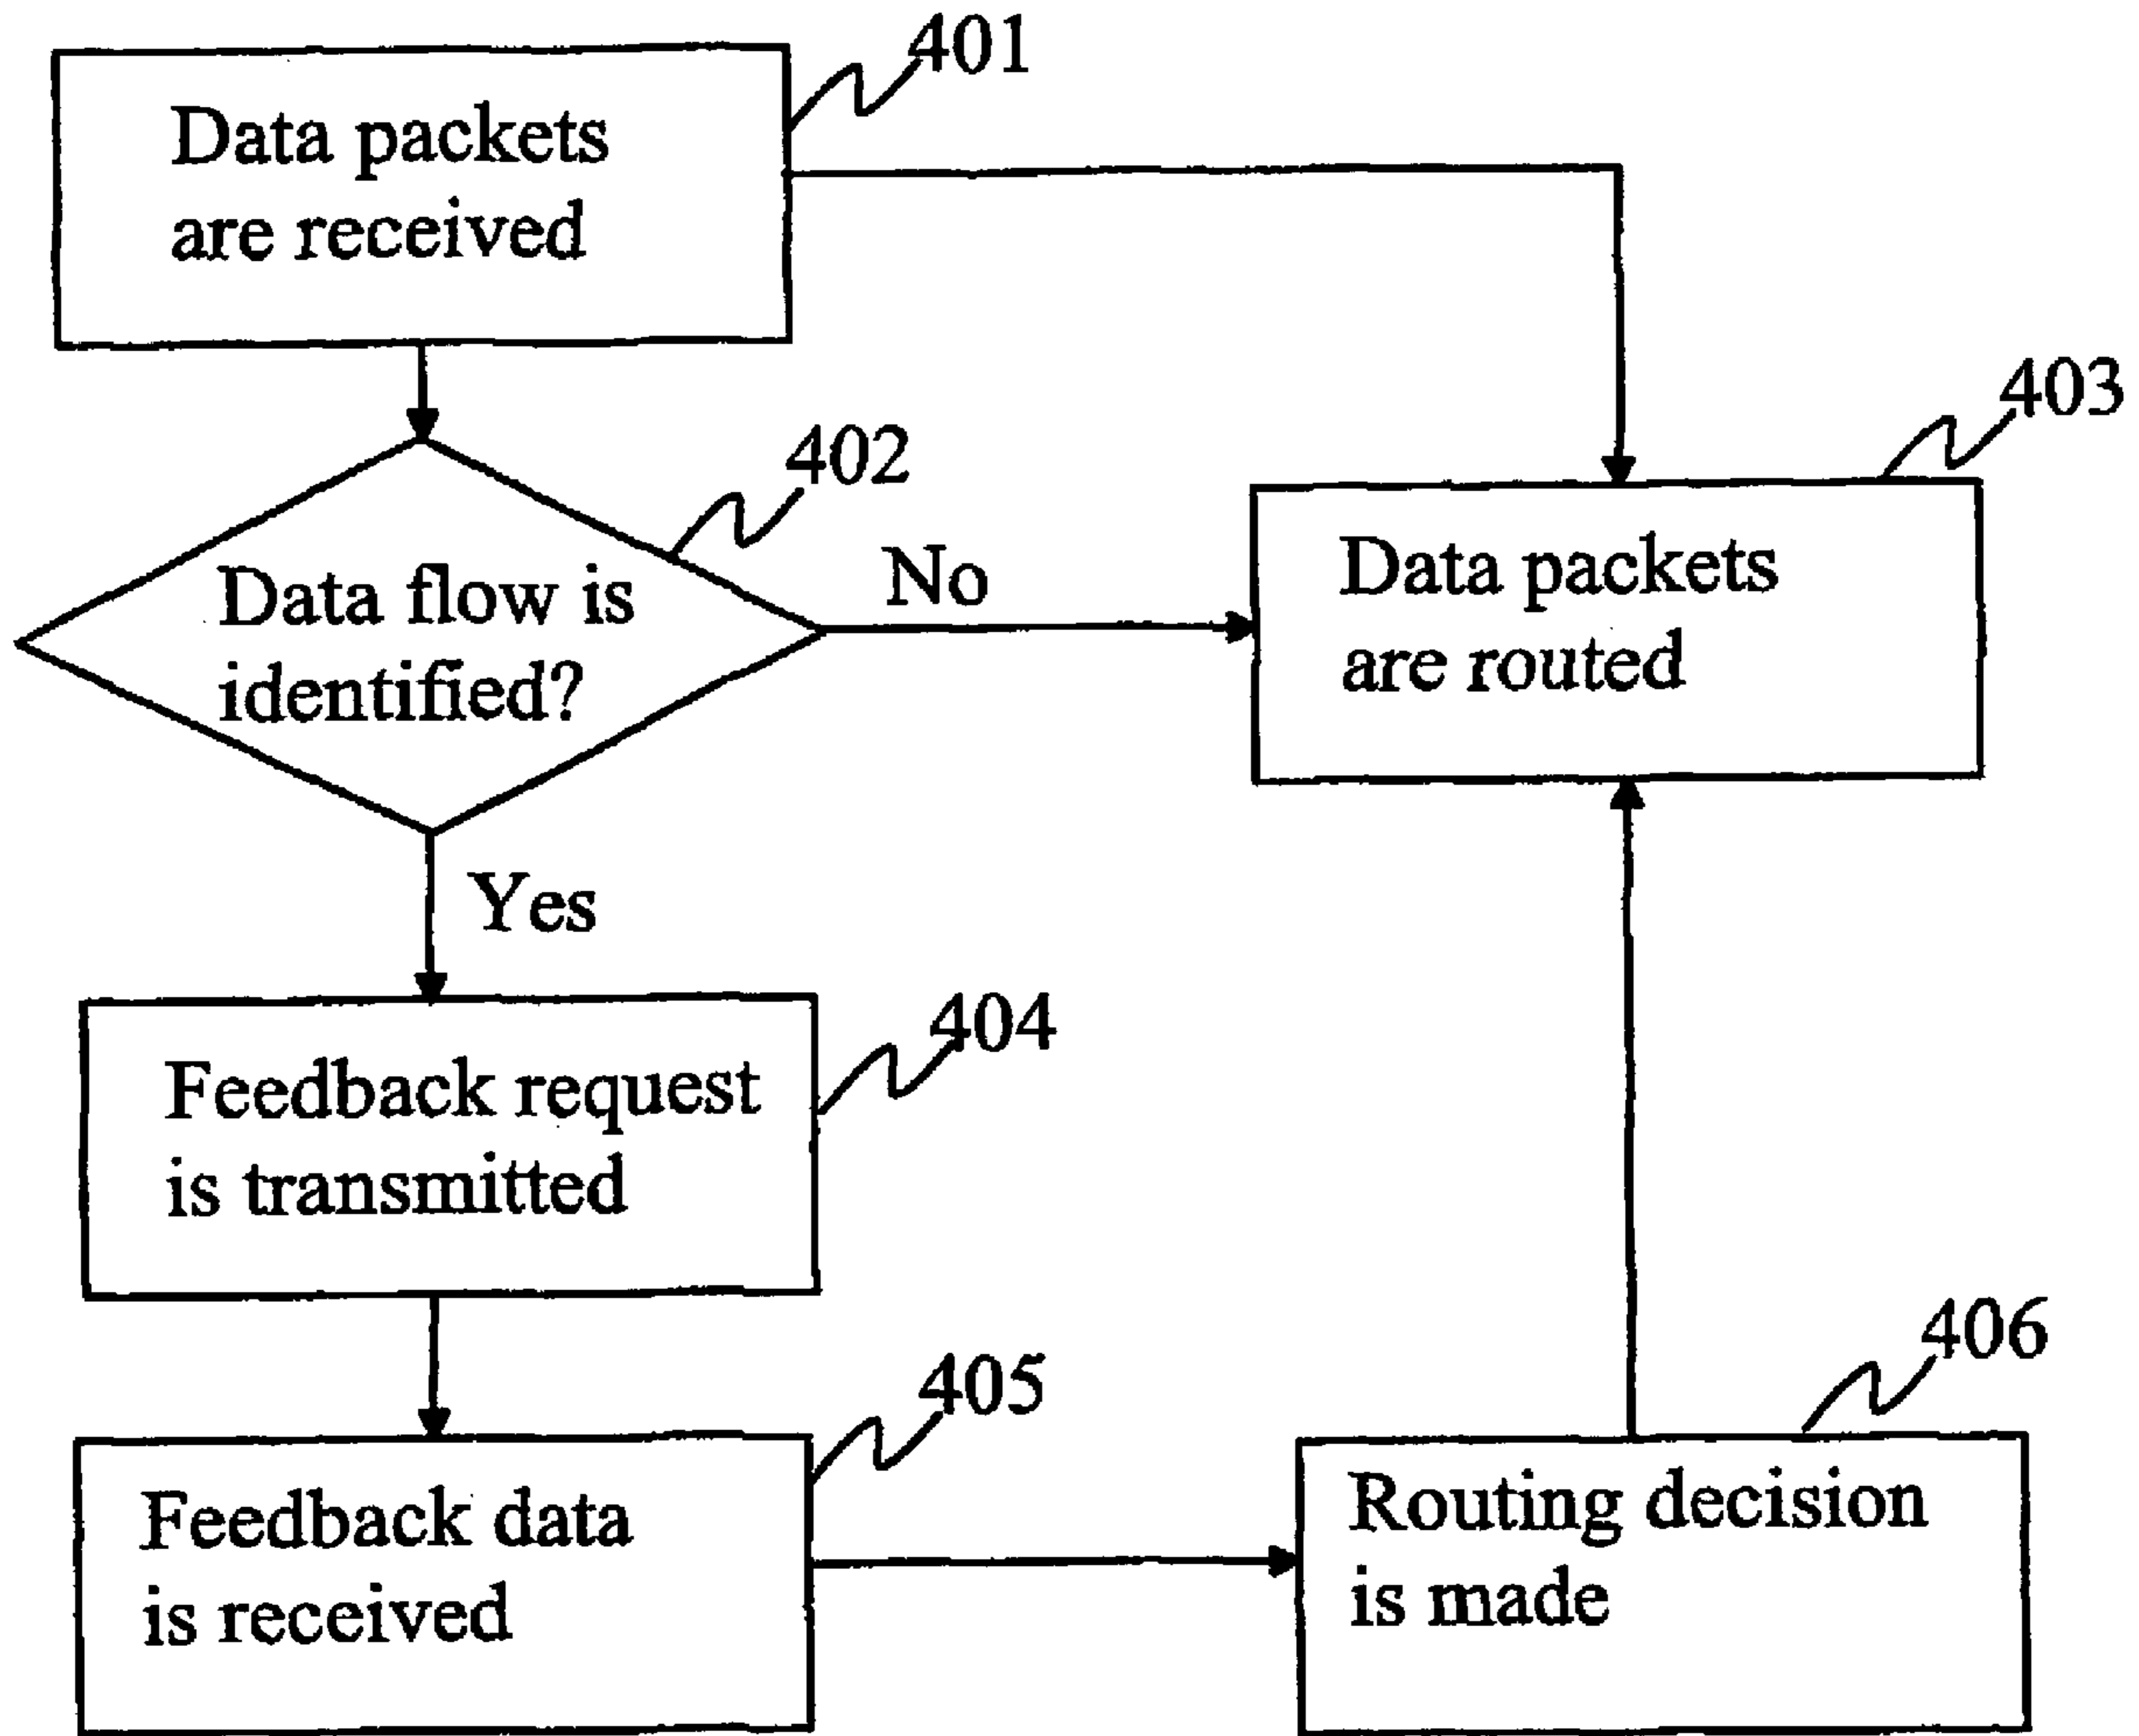 401
Data packets
are received
402
Data flow is
identified?
No
403
Data packets
are routed
Yes
404
Feedback request
is transmitted
405
Feedback data
is received
406
Routing decision
is made